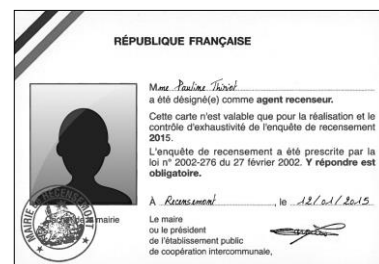 RÉPUBLIQUE FRANÇAISE
Mme Pauline Thiriet
a été désigné(e) comme agent recenseur.
Cette carte n'est valable que pour la réalisation et le
contrôle d'exhaustivité de l'enquête de recensement
2015.
L'enquête de recensement a été prescrite par la
loi n° 2002-276 du 27 février 2002. Y répondre est
obligatoire.
À Recensement, le 12/01/2015
MAIRIE
mairie
Le maire
ou le président
de l'établissement public
de coopération intercommunale,